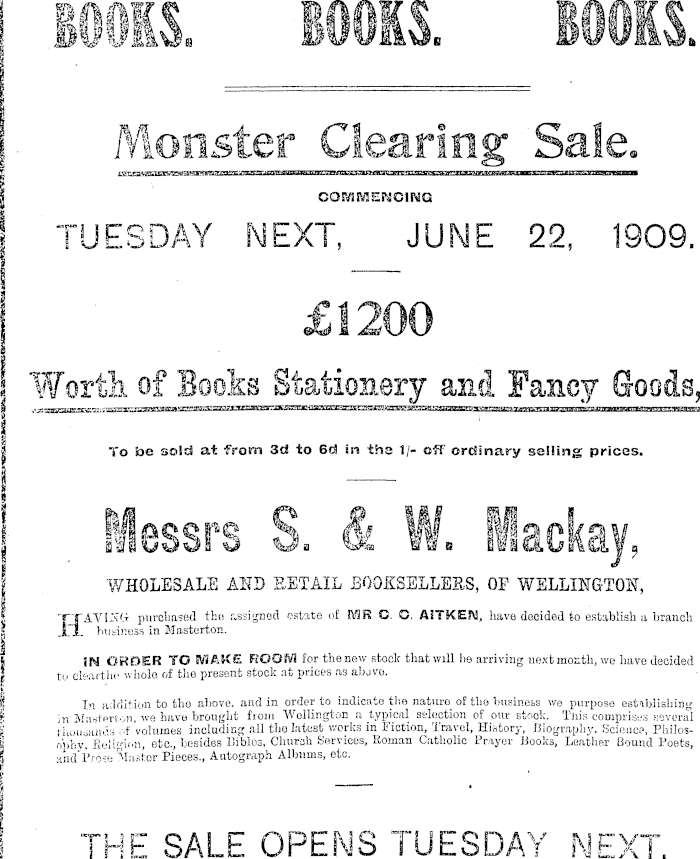 BOOKS. BOOKS. BOOKS.
Monster Clearing Sale.
COMMENCING
TUESDAY NEXT, JUNE 22, 1909.
£1200
Worth of Books Stationery and Fancy Goods,
To be sold at from 3d to 6d in the 1/- off ordinary selling prices.
Messrs S. & W. Mackay,
WHOLESALE AND RETAIL BOOKSELLERS, OF WELLINGTON,
HAVING purchased the assigned estate of MR C. C. AITKEN, have decided to establish a branch
business in Masterton.
IN ORDER TO MAKE ROOM for the new stock that will be arriving next month, we have decided
to clearthe whole of the present stock at prices as above.
In addition to the above, and in order to indicate the nature of the business we purpose establishing
in Masterton, we have brought from Wellington a typical selection of our stock. This comprises several
thousands of volumes including all the latest works in Fiction, Travel, History, Biography, Science, Philos-
ophy, Religion, etc., besides Bibles, Church Services, Roman Catholic Prayer Books, Leather Bound Poets,
and Prose Master Pieces., Autograph Albums, etc.
THE SALE OPENS TUESDAY NEXT.